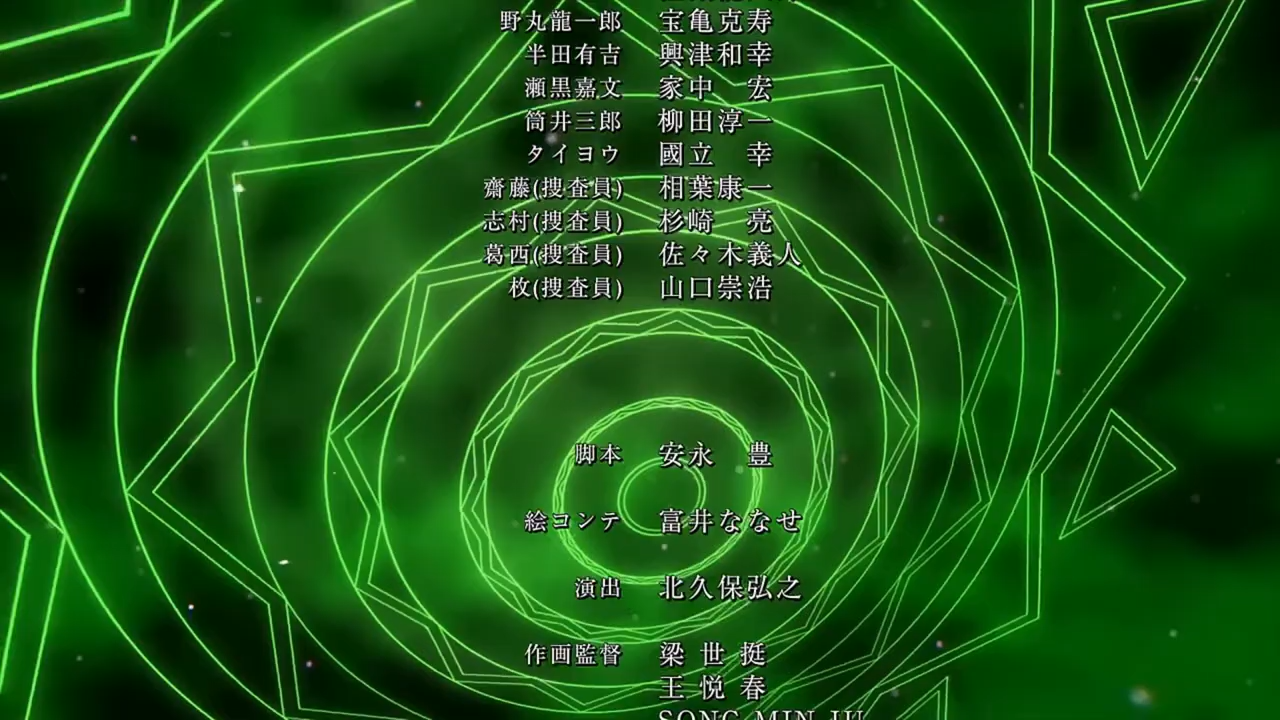 野丸龍一郎 宝亀克寿
半田有吉 興津和幸
瀬黒嘉文 家中 宏
筒井三郎 柳田淳一
タイヨウ 國立 幸
齋藤(捜査員) 相葉康一
志村(捜査員) 杉崎 亮
葛西(捜査員) 佐々木義人
枚(捜査員) 山口崇浩
脚本 安永 豊
絵コンテ 富井ななせ
演出 北久保弘之
作画監督 梁 世 挺
王 悦 春
SONG MIN JU